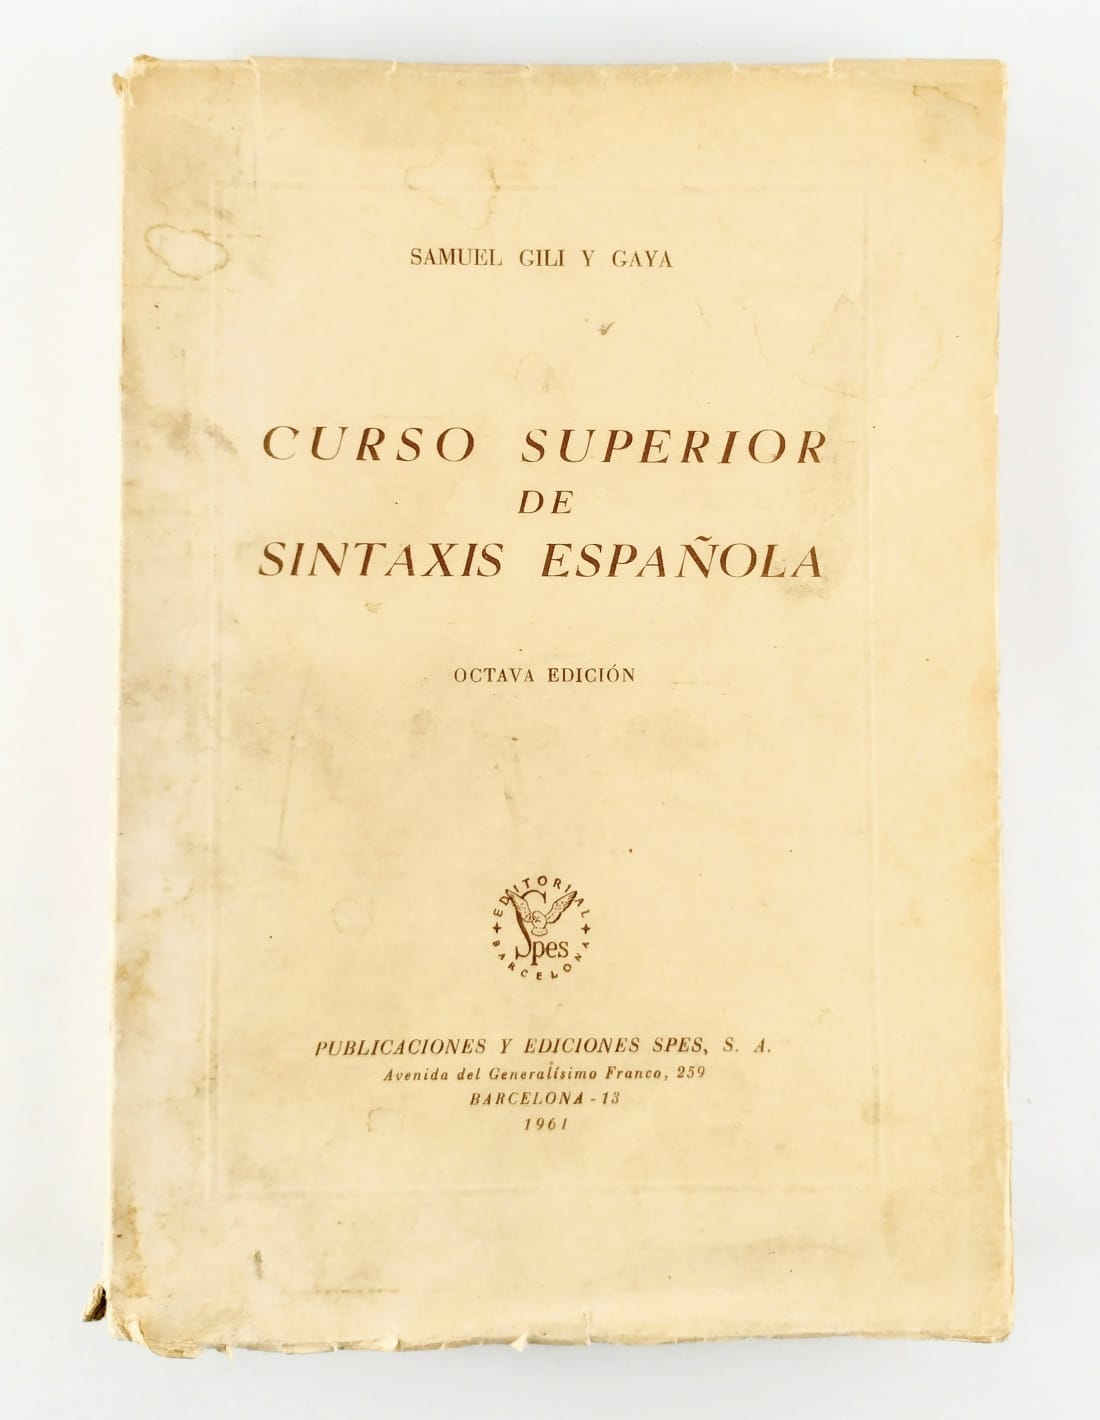 SAMUEL GILI Y GAYA
CURSO SUPERIOR
DE
SINTAXIS ESPAÑOLA
OCTAVA EDICIÓN
EDITORIAL
Spes
BARCELONA
PUBLICACIONES Y EDICIONES SPES, S. A.
Avenida del Generalísimo Franco, 259
BARCELONA - 13
1961